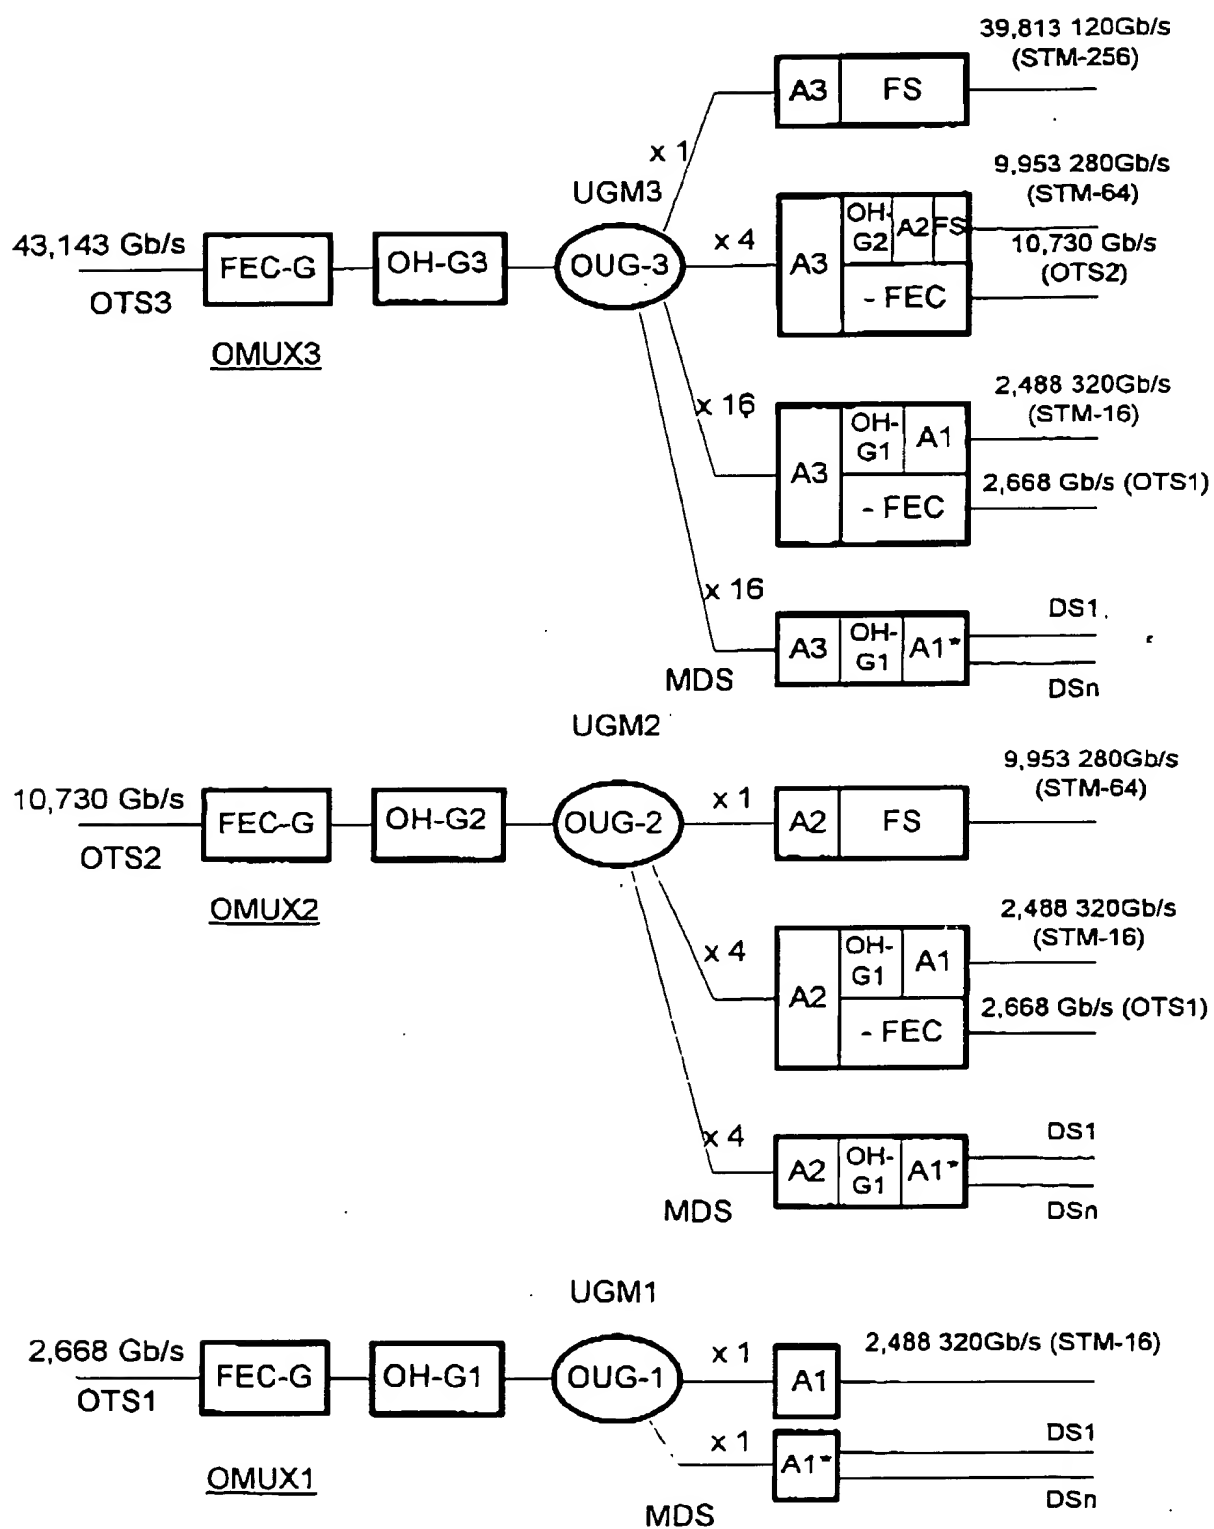 39,813 120Gb/s
(STM-256)
A3 FS
x 1
UGM3
9,953 280Gb/s
(STM-64)
43,143 Gb/s
OTS3
FEC-G
OH-G3
OUG-3
x 4
A3
OH-
G2
A2
FS
- FEC
10,730 Gb/s
(OTS2)
OMUX3
x 16
2,488 320Gb/s
(STM-16)
A3
OH-
G1
A1
- FEC
2,668 Gb/s (OTS1)
x 16
MDS
A3
OH-
G1
A1*
DS1
DSn
UGM2
10,730 Gb/s
OTS2
FEC-G
OH-G2
OUG-2
x 1
A2 FS
9,953 280Gb/s
(STM-64)
OMUX2
x 4
2,488 320Gb/s
(STM-16)
A2
OH-
G1
A1
- FEC
2,668 Gb/s (OTS1)
x 4
MDS
A2
OH-
G1
A1*
DS1
DSn
UGM1
2,668 Gb/s
OTS1
FEC-G
OH-G1
OUG-1
x 1
A1
2,488 320Gb/s (STM-16)
OMUX1
x 1
MDS
A1*
DS1
DSn